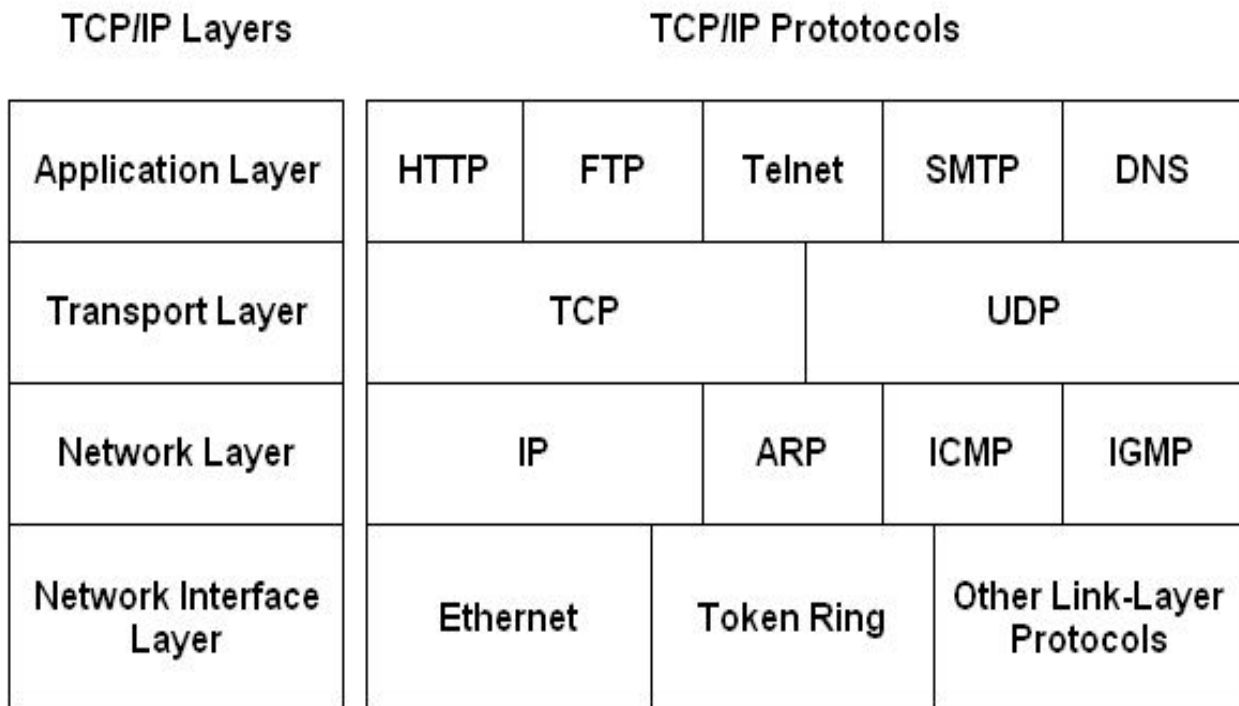 TCP/IP Layers
TCP/IP Prototocols
Application Layer
HTTP
FTP
Telnet
SMTP
DNS
Transport Layer
TCP
UDP
Network Layer
IP
ARP
ICMP
IGMP
Network Interface
Layer
Ethernet
Token Ring
Other Link-Layer
Protocols